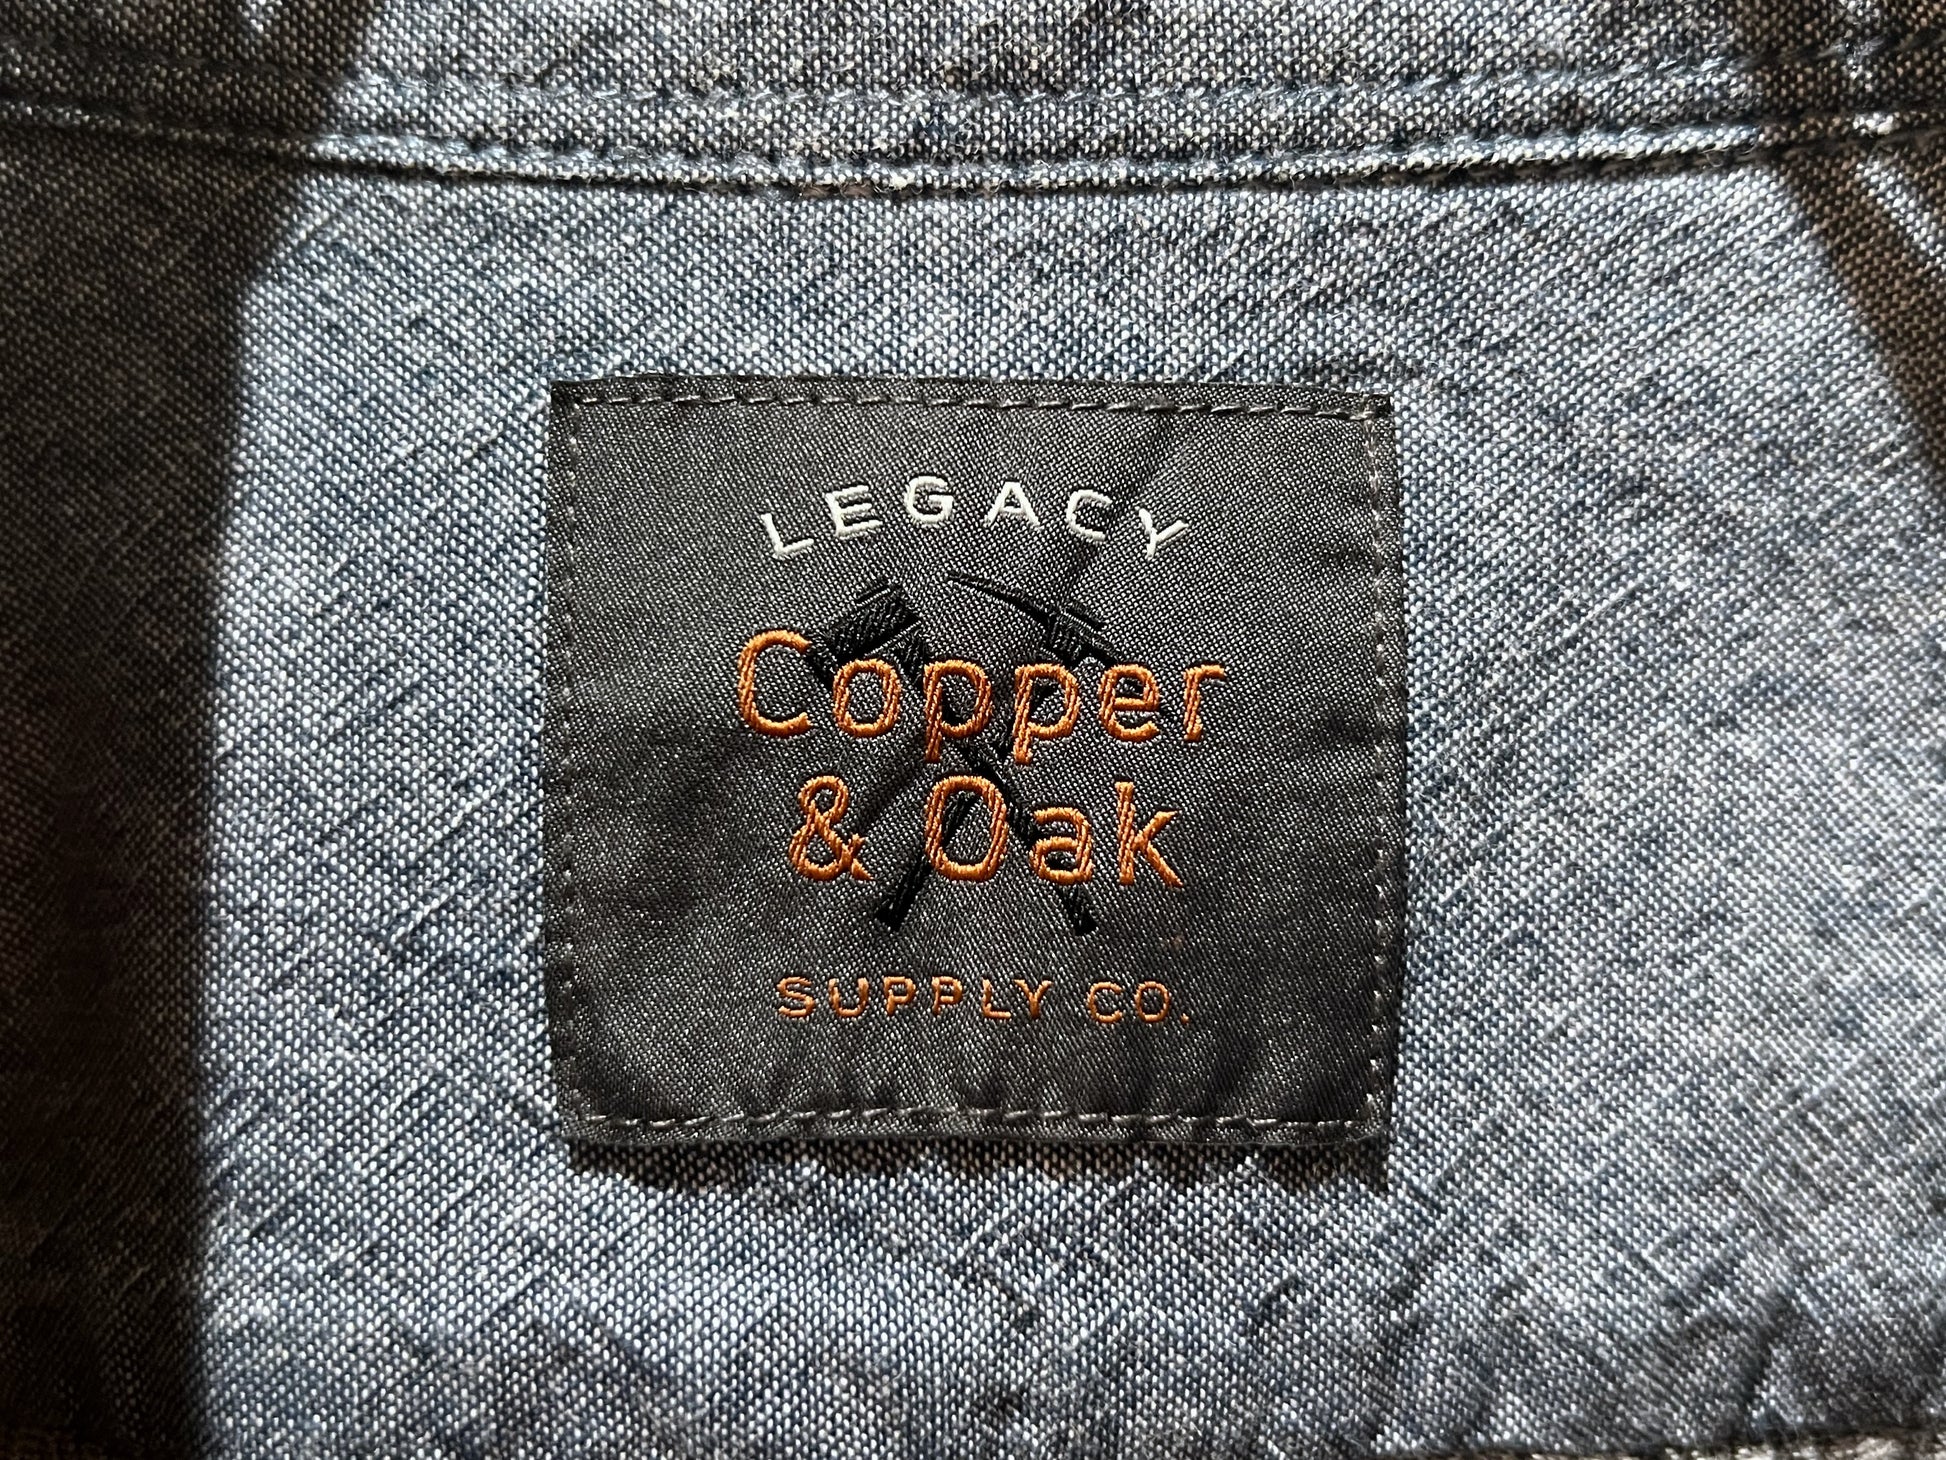 LEGACY
Copper
& Oak
SUPPLY CO.